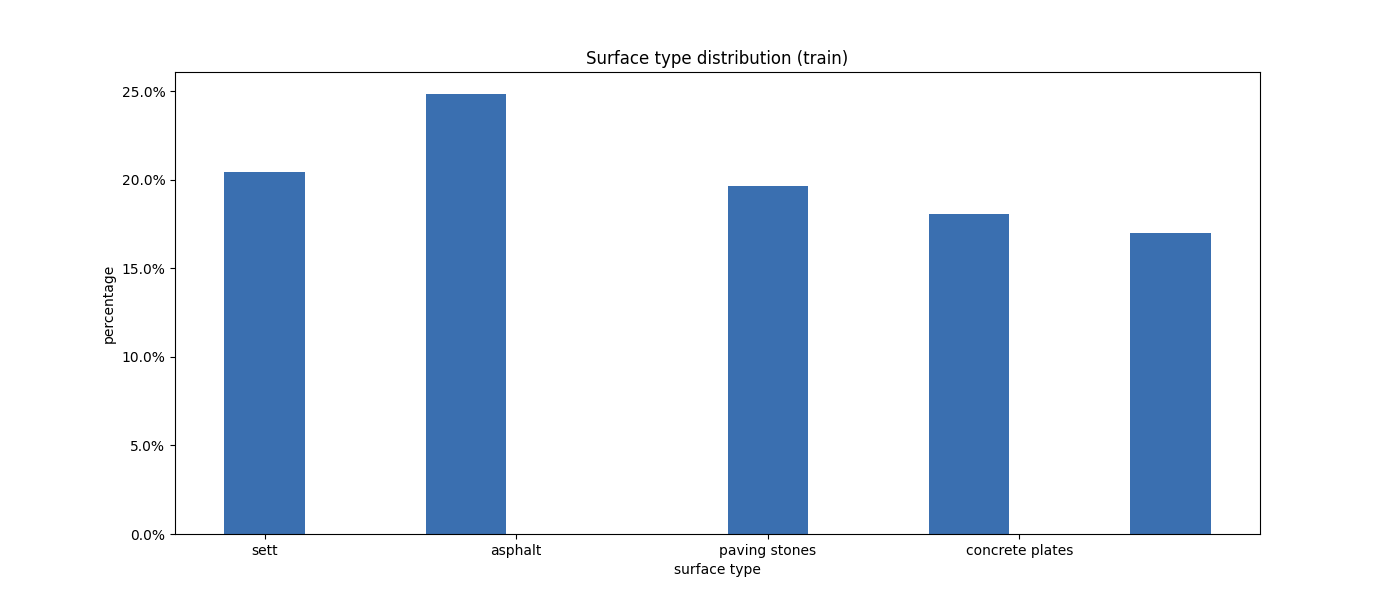 Surface type distribution (train)
25.0%
20.0%
15.0%
10.0%
5.0%
0.0%
percentage
sett asphalt paving stones concrete plates
surface type